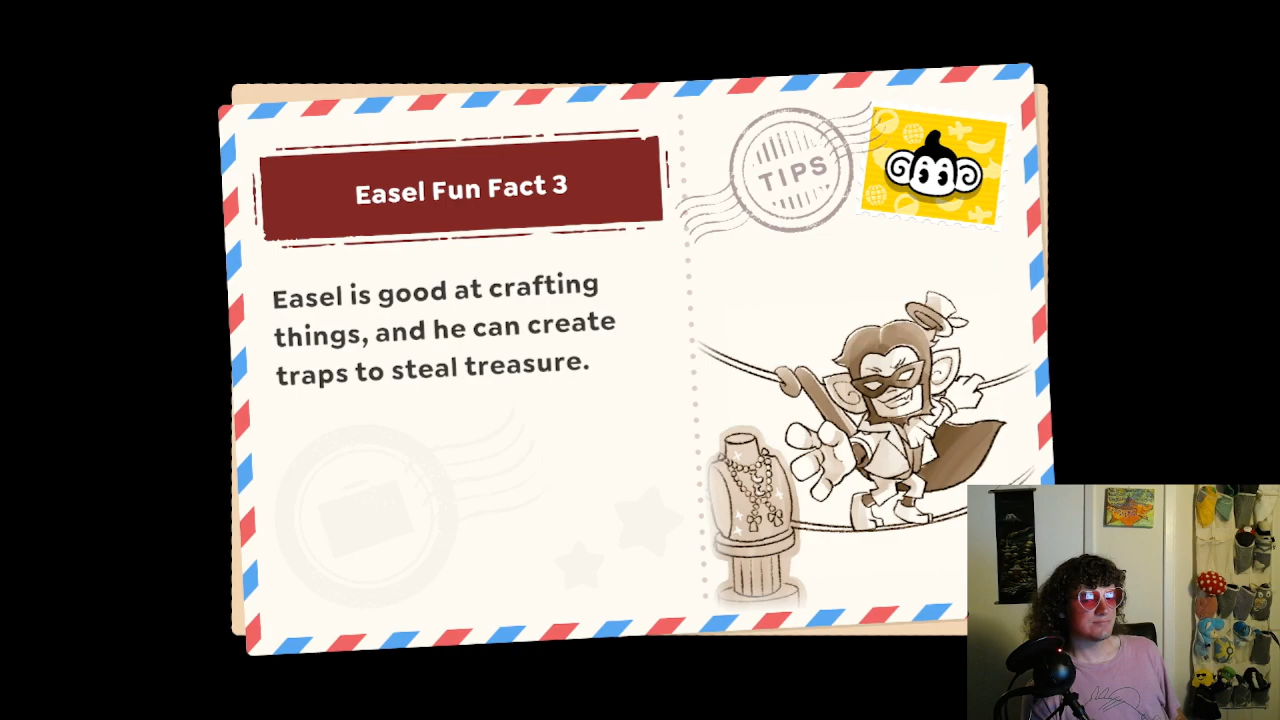 Easel Fun Fact 3
TIPS
Easel is good at crafting
things, and he can create
traps to steal treasure.